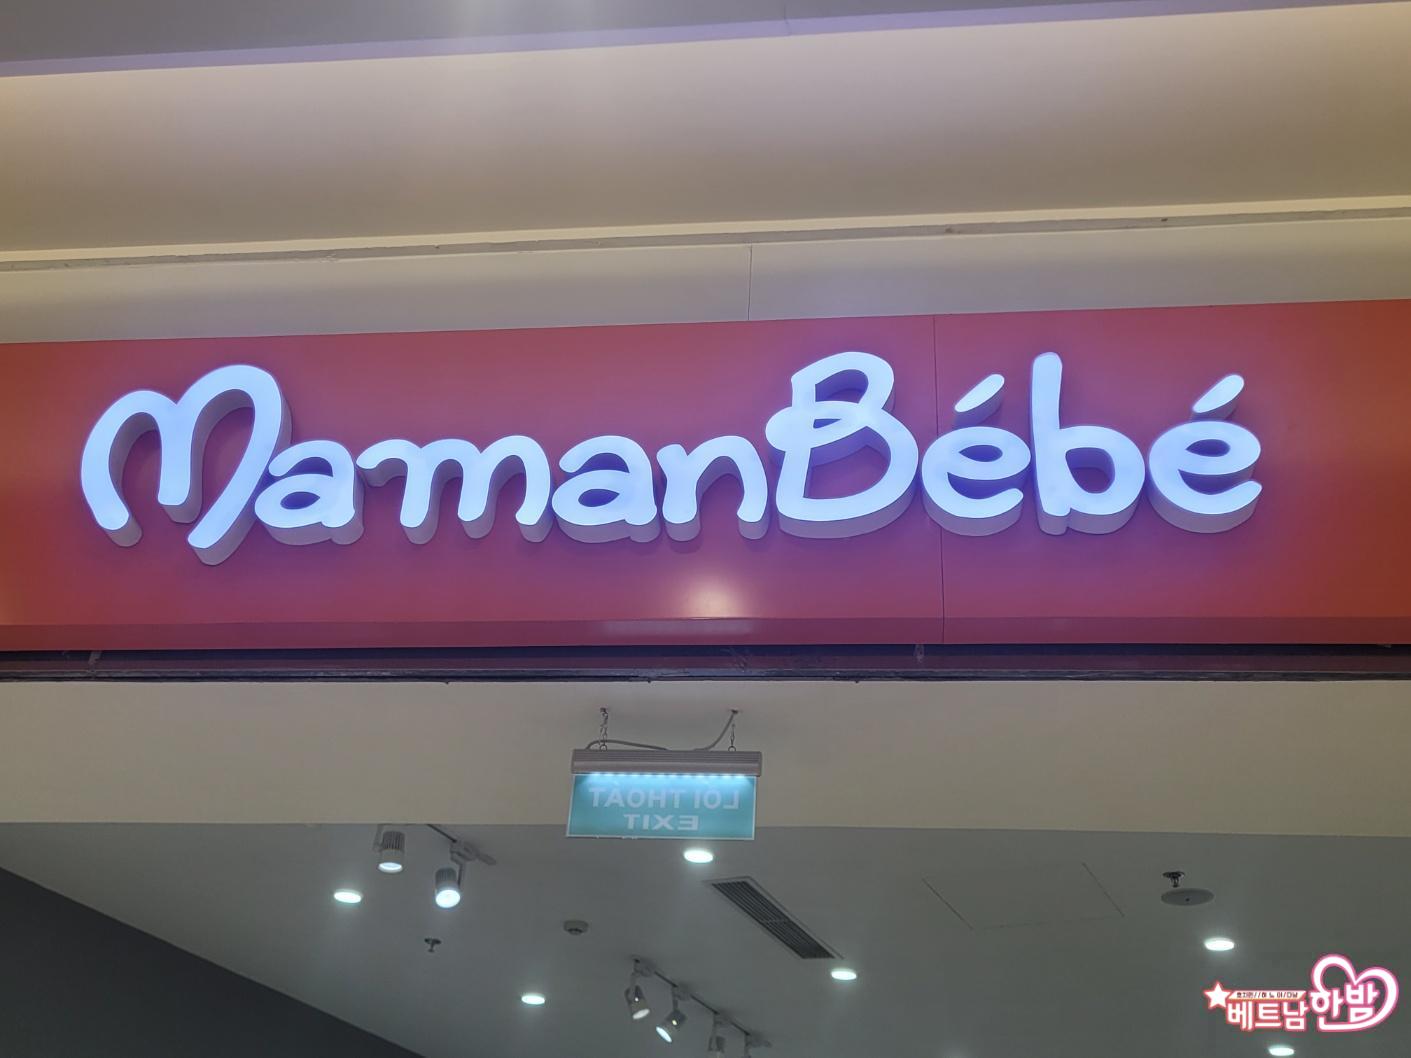 MamanBébé
LỐI THOÁT
EXIT
베트남 한밤